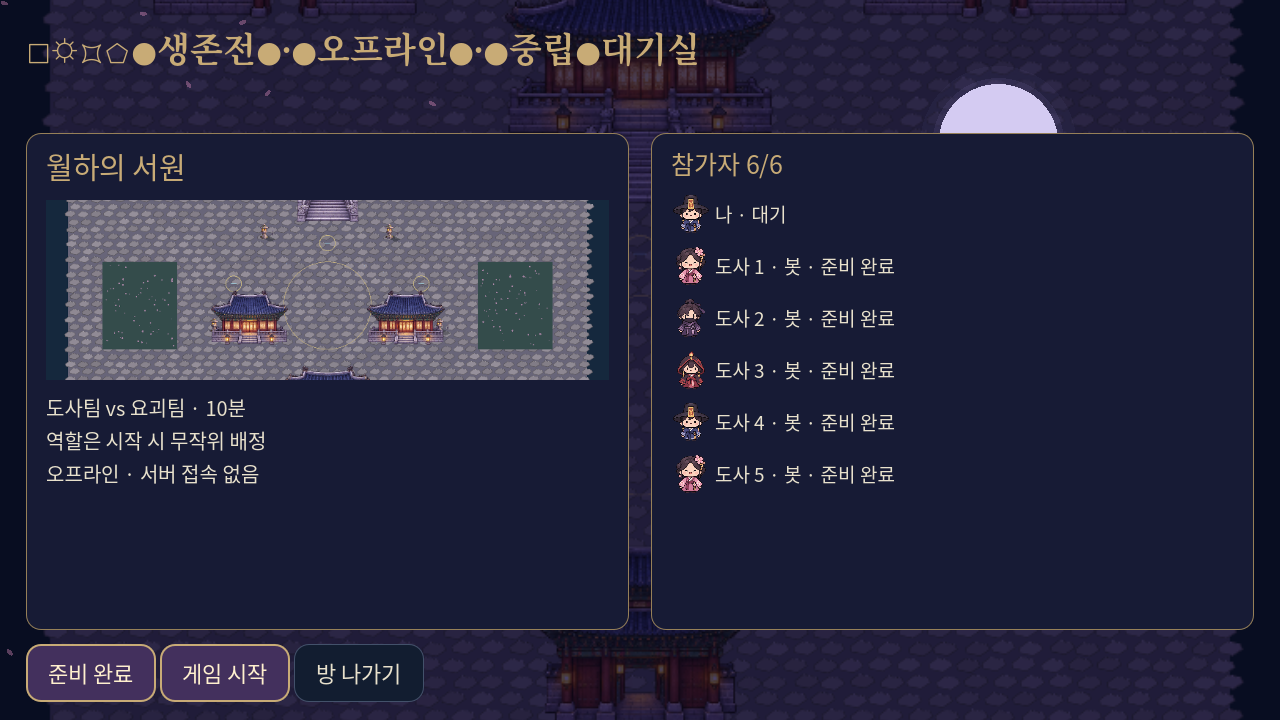 □☼⌑⬠●생존전●·●오프라인●·●중립●대기실
월하의 서원
도사팀 vs 요괴팀 · 10분
역할은 시작 시 무작위 배정
오프라인 · 서버 접속 없음
참가자 6/6
나 · 대기
도사 1 · 봇 · 준비 완료
도사 2 · 봇 · 준비 완료
도사 3 · 봇 · 준비 완료
도사 4 · 봇 · 준비 완료
도사 5 · 봇 · 준비 완료
준비 완료
게임 시작
방 나가기